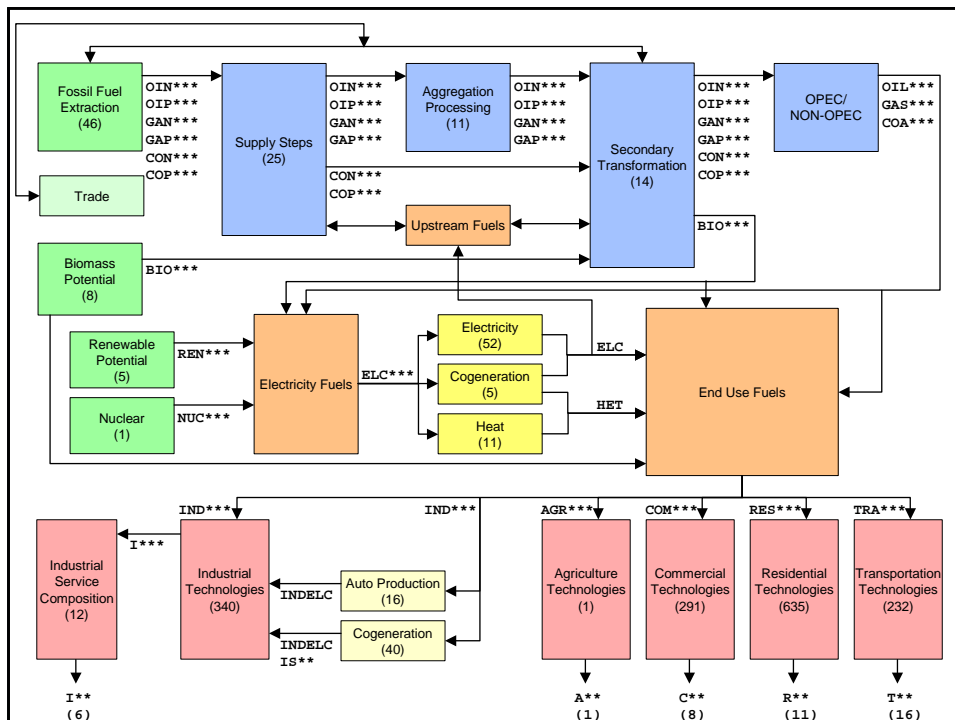 Fossil Fuel
Extraction
(46)
OIN***
OIP***
GAN***
GAP***
CON***
COP***
Supply Steps
(25)
OIN***
OIP***
GAN***
GAP***
CON***
COP***
Aggregation
Processing
(11)
OIN***
OIP***
GAN***
GAP***
Secondary
Transformation
(14)
OIN***
OIP***
GAN***
GAP***
CON***
COP***
BIO***
OPEC/
NON-OPEC
OIL***
GAS***
COA***
Trade
Upstream Fuels
Biomass
Potential
(8)
BIO***
Renewable
Potential
(5)
REN***
Nuclear
(1)
NUC***
Electricity Fuels
ELC***
Electricity
(52)
Cogeneration
(5)
Heat
(11)
ELC
HET
End Use Fuels
IND***
IND***
AGR***
COM***
RES***
TRA***
Industrial
Service
Composition
(12)
I***
Industrial
Technologies
(340)
INDELC
Auto Production
(16)
INDELC
IS**
Cogeneration
(40)
Agriculture
Technologies
(1)
Commercial
Technologies
(291)
Residential
Technologies
(635)
Transportation
Technologies
(232)
I**
(6)
A**
(1)
C**
(8)
R**
(11)
T**
(16)